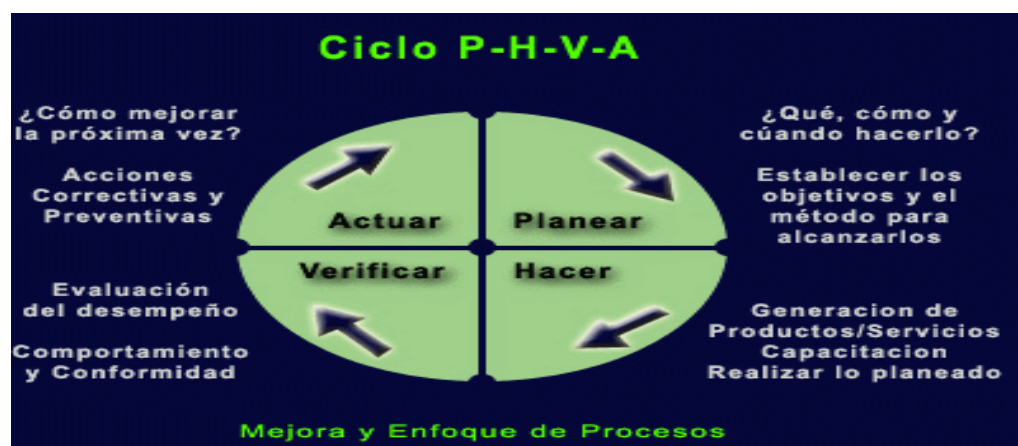 Ciclo P-H-V-A
¿Cómo mejorar
la próxima vez?
Acciones
Correctivas y
Preventivas
¿Qué, cómo y
cúando hacerlo?
Establecer los
objetivos y el
método para
alcanzarlos
Actuar
Planear
Verificar
Hacer
Evaluación
del desempeño
Comportamiento
y Conformidad
Generacion de
Productos/Servicios
Capacitacion
Realizar lo planeado
Mejora y Enfoque de Procesos